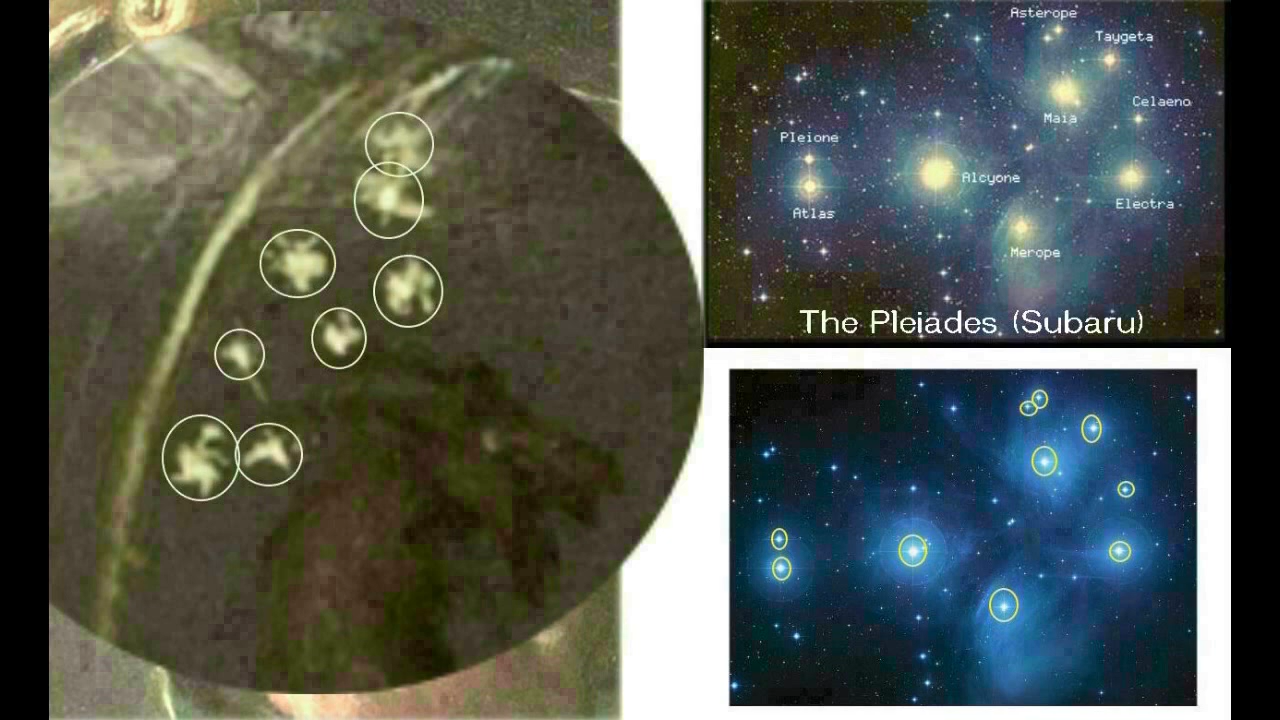 Asterope
Taygeta
Celaeno
Maia
Pleione
Alcyone
Electra
Atlas
Merope
The Pleiades (Subaru)